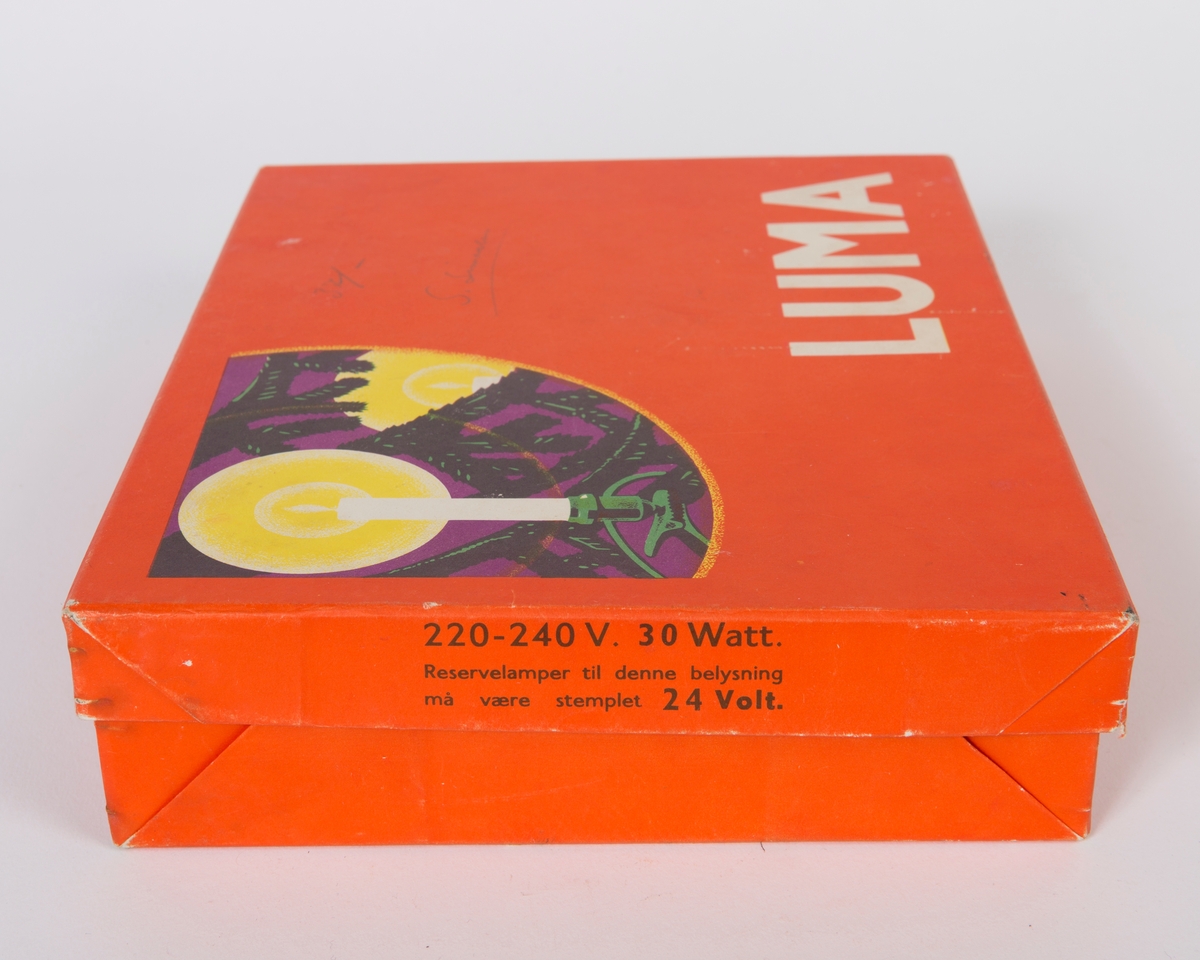 LUMA
220-240 V. 30 Watt.
Reservelamper til denne belysning
må være stemplet 24 Volt.